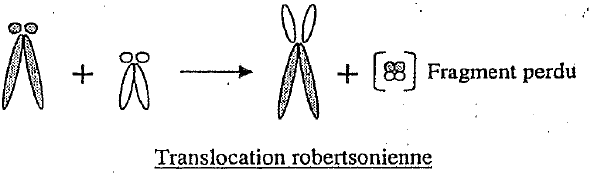 + + Fragment perdu
Translocation robertsonienne